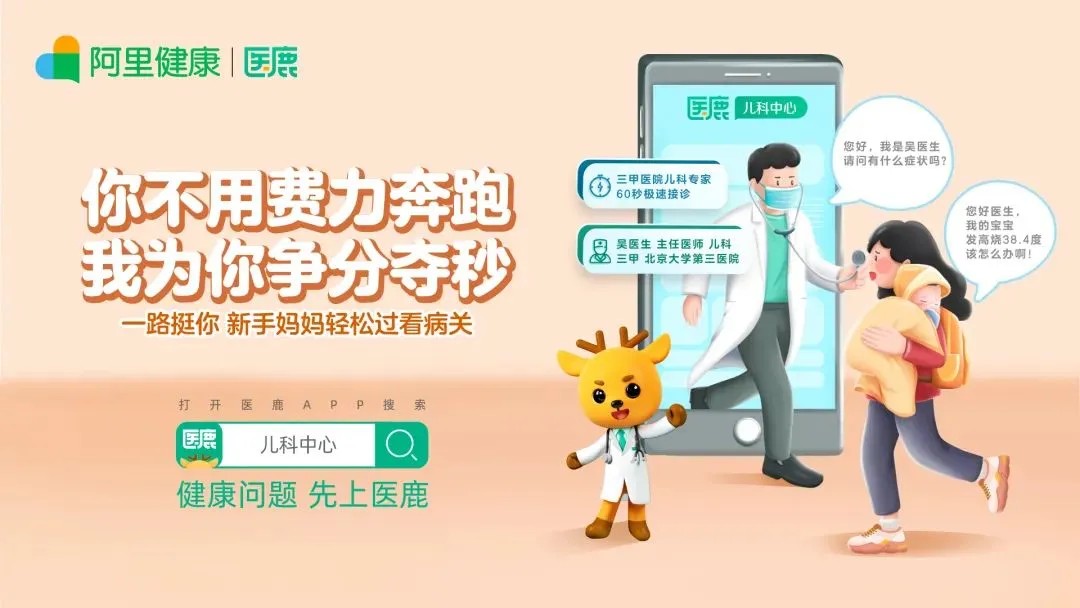 阿里健康 | 医鹿
你不用费力奔跑
我为你争分夺秒
一路挺你 新手妈妈轻松过看病关
打开医鹿APP搜索
医鹿 儿科中心
健康问题 先上医鹿
医鹿 儿科中心
三甲医院儿科专家
60秒极速接诊
吴医生 主任医师 儿科
三甲 北京大学第三医院
您好,我是吴医生
请问有什么症状吗?
您好医生,
我的宝宝
发高烧38.4度
该怎么办啊!